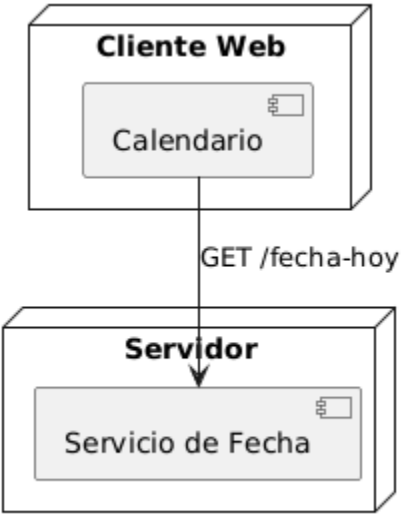 Cliente Web
Calendario
GET /fecha-hoy
Servidor
Servicio de Fecha